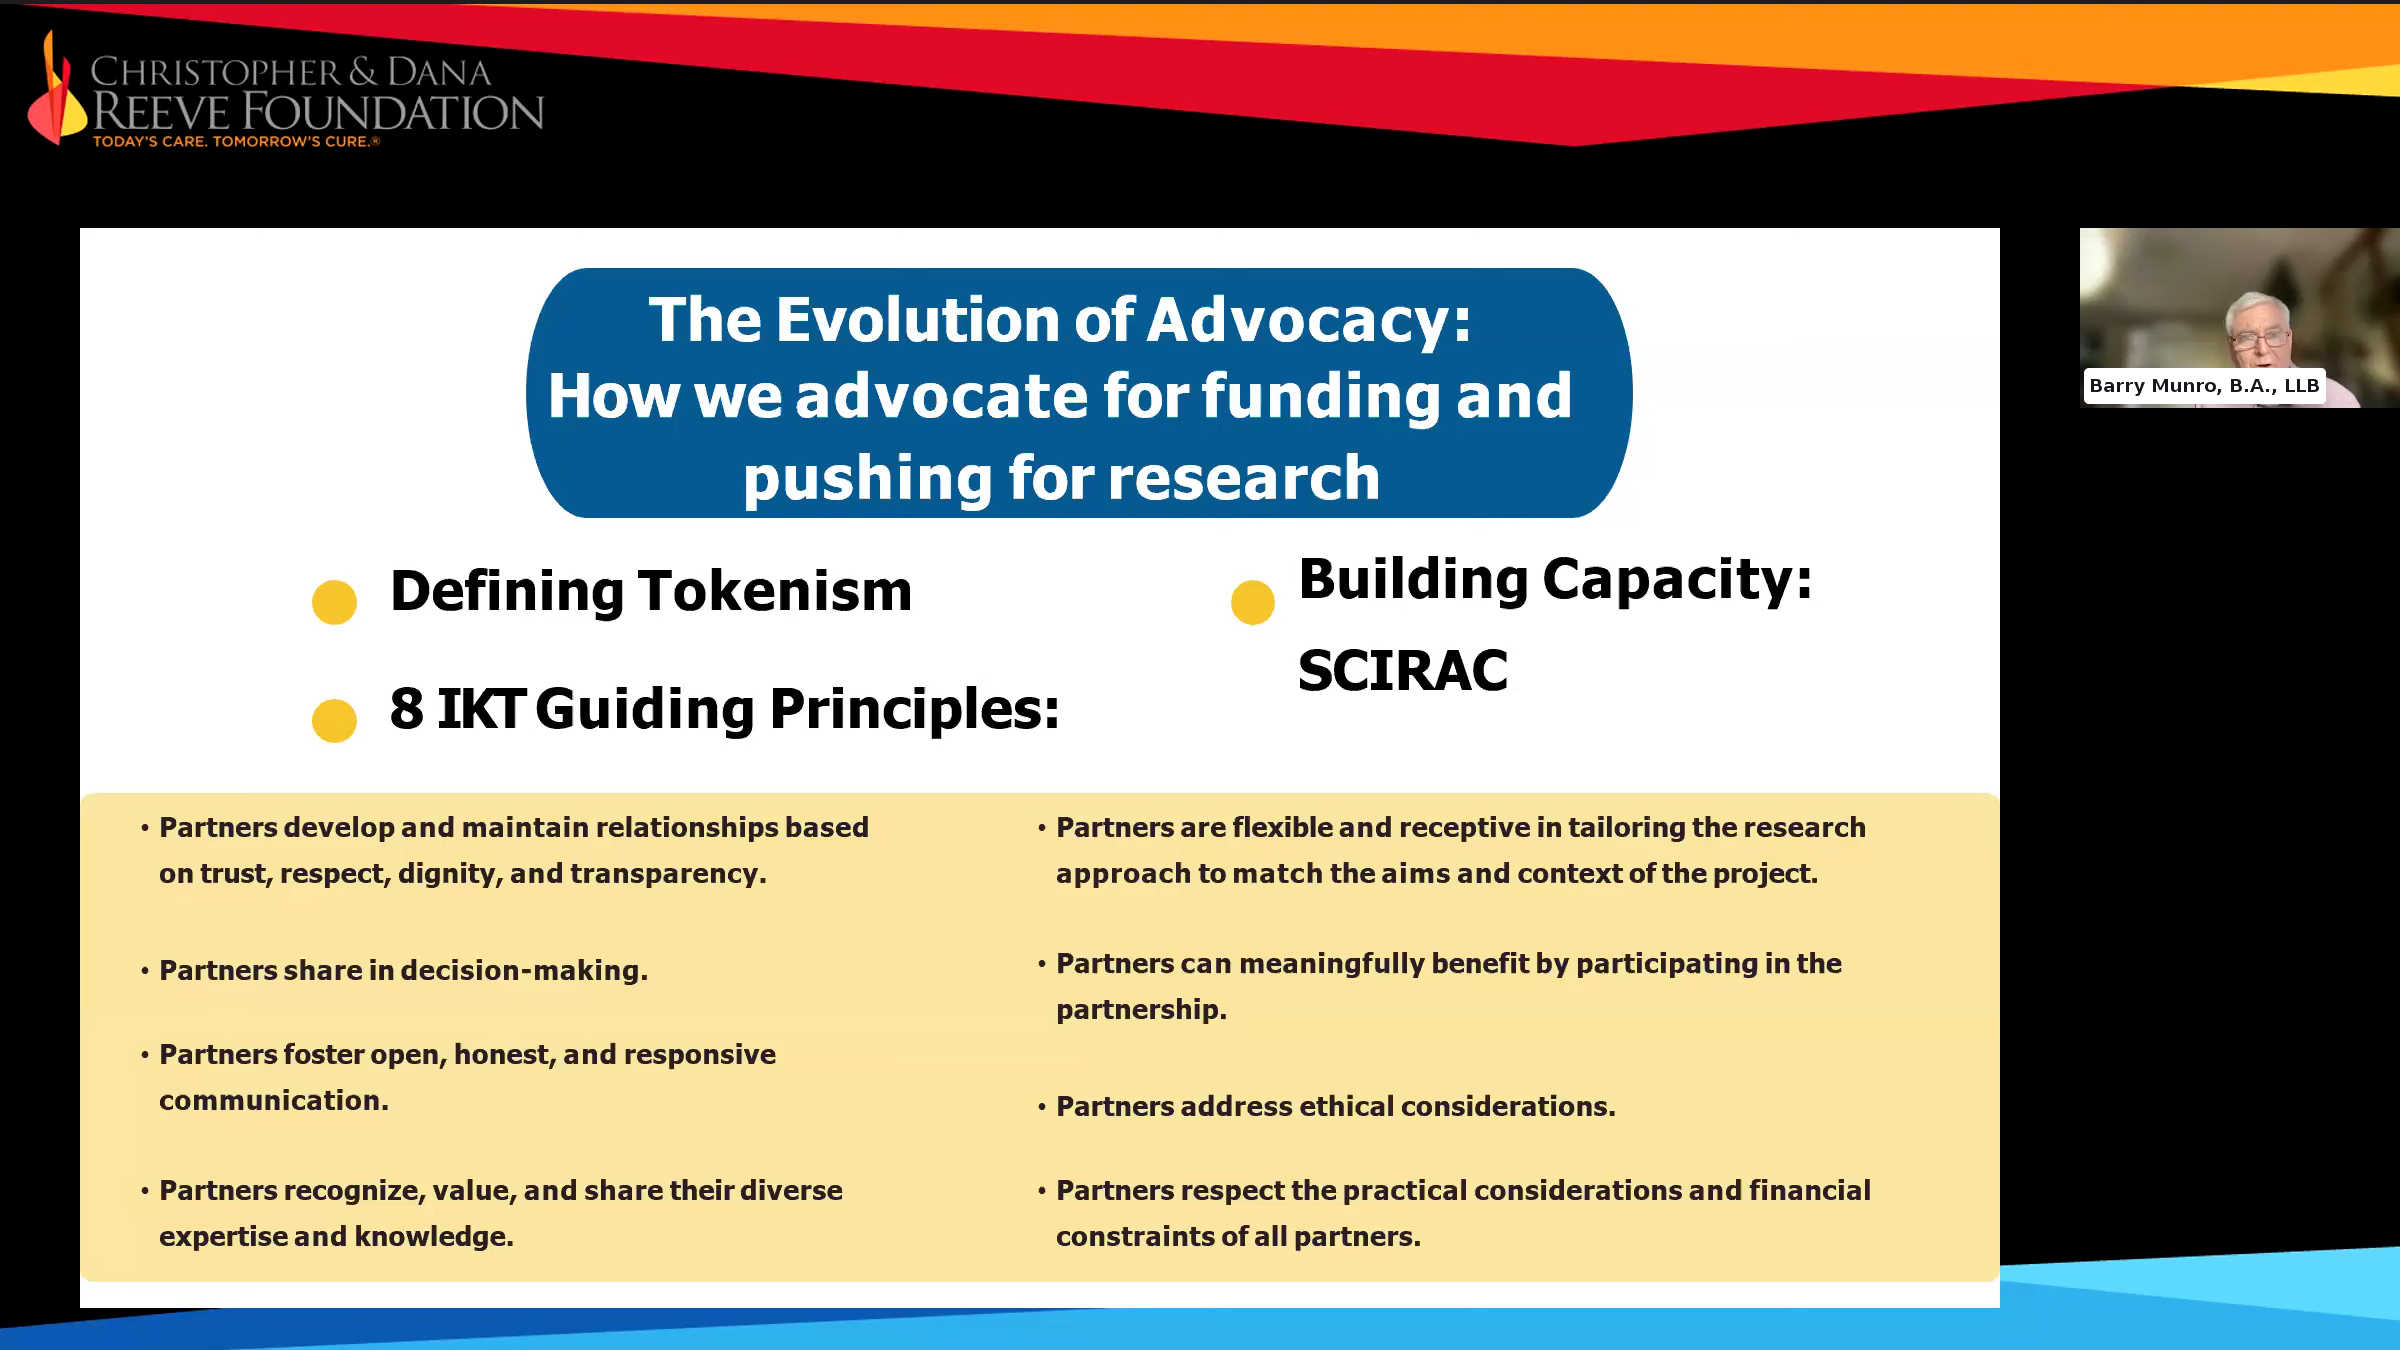 CHRISTOPHER & DANA
REEVE FOUNDATION
TODAY'S CARE. TOMORROW'S CURE.®
The Evolution of Advocacy:
How we advocate for funding and
pushing for research
Barry Munro, B.A., LLB
Defining Tokenism
8 IKT Guiding Principles:
Building Capacity:
SCIRAC
• Partners develop and maintain relationships based
on trust, respect, dignity, and transparency.
• Partners share in decision-making.
• Partners foster open, honest, and responsive
communication.
• Partners recognize, value, and share their diverse
expertise and knowledge.
• Partners are flexible and receptive in tailoring the research
approach to match the aims and context of the project.
• Partners can meaningfully benefit by participating in the
partnership.
• Partners address ethical considerations.
• Partners respect the practical considerations and financial
constraints of all partners.